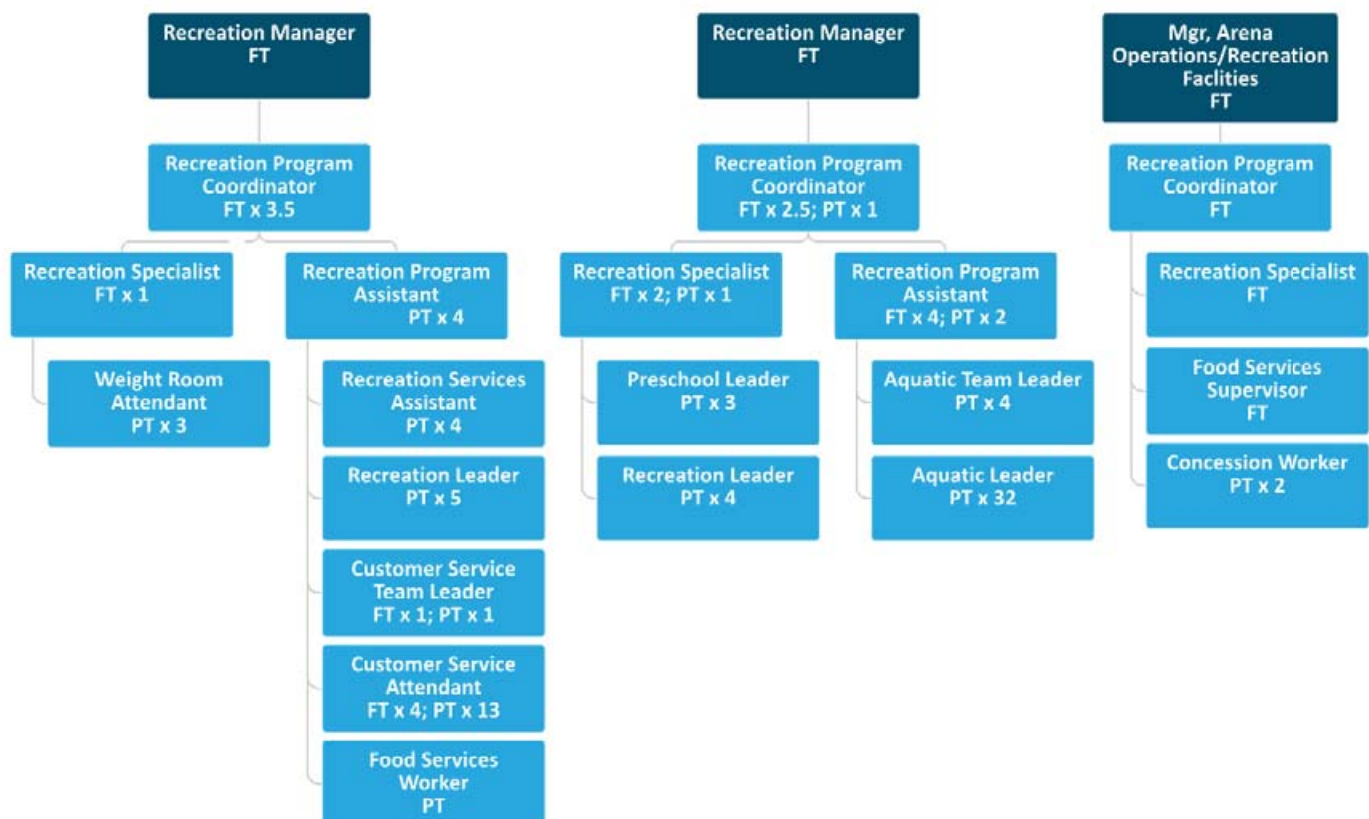 Recreation Manager
FT
Recreation Program
Coordinator
FT x 3.5
Recreation Specialist
FT x 1
Weight Room
Attendant
PT x 3
Recreation Program
Assistant
PT x 4
Recreation Services
Assistant
PT x 4
Recreation Leader
PT x 5
Customer Service
Team Leader
FT x 1; PT x 1
Customer Service
Attendant
FT x 4; PT x 13
Food Services
Worker
PT
Recreation Manager
FT
Recreation Program
Coordinator
FT x 2.5; PT x 1
Recreation Specialist
FT x 2; PT x 1
Preschool Leader
PT x 3
Recreation Leader
PT x 4
Recreation Program
Assistant
FT x 4; PT x 2
Aquatic Team Leader
PT x 4
Aquatic Leader
PT x 32
Mgr, Arena
Operations/Recreation
Faclities
FT
Recreation Program
Coordinator
FT
Recreation Specialist
FT
Food Services
Supervisor
FT
Concession Worker
PT x 2